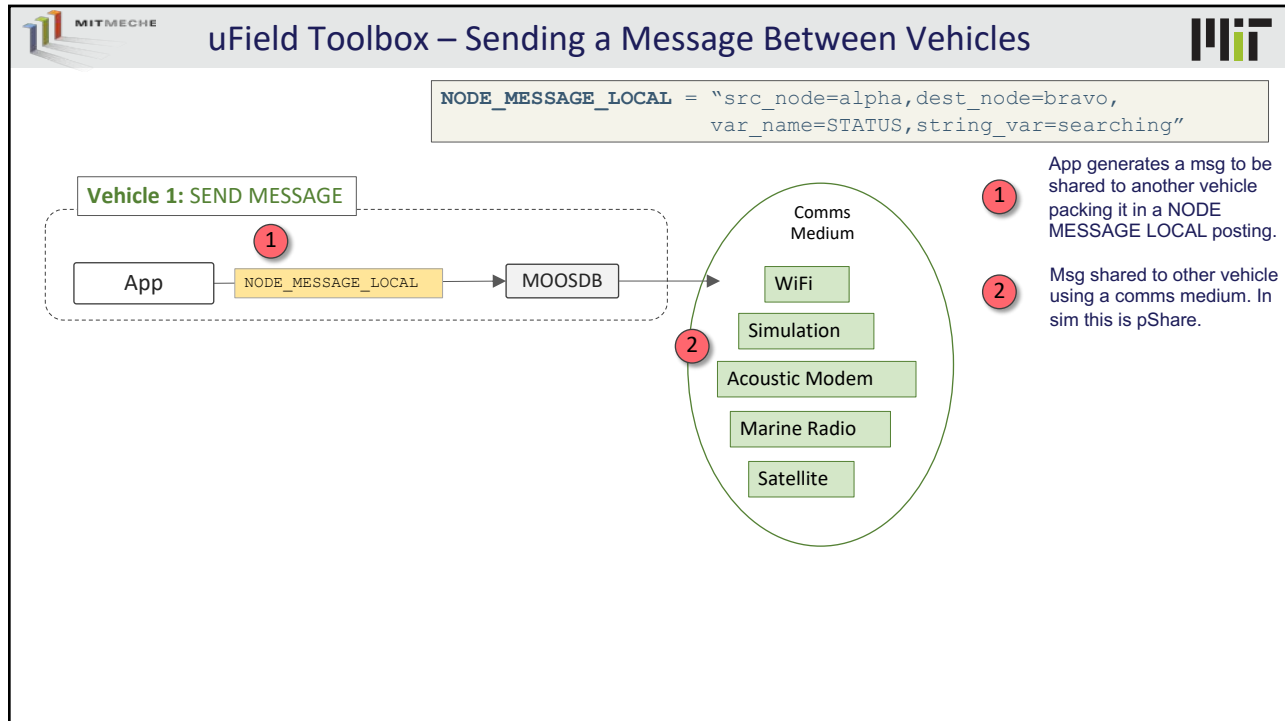 MITMECHE
uField Toolbox – Sending a Message Between Vehicles
MiT
NODE_MESSAGE_LOCAL = “src_node=alpha,dest_node=bravo,
var_name=STATUS,string_var=searching”
Vehicle 1: SEND MESSAGE
1
App
NODE_MESSAGE_LOCAL
MOOSDB
2
Comms
Medium
WiFi
Simulation
Acoustic Modem
Marine Radio
Satellite
1
App generates a msg to be
shared to another vehicle
packing it in a NODE
MESSAGE LOCAL posting.
2
Msg shared to other vehicle
using a comms medium. In
sim this is pShare.